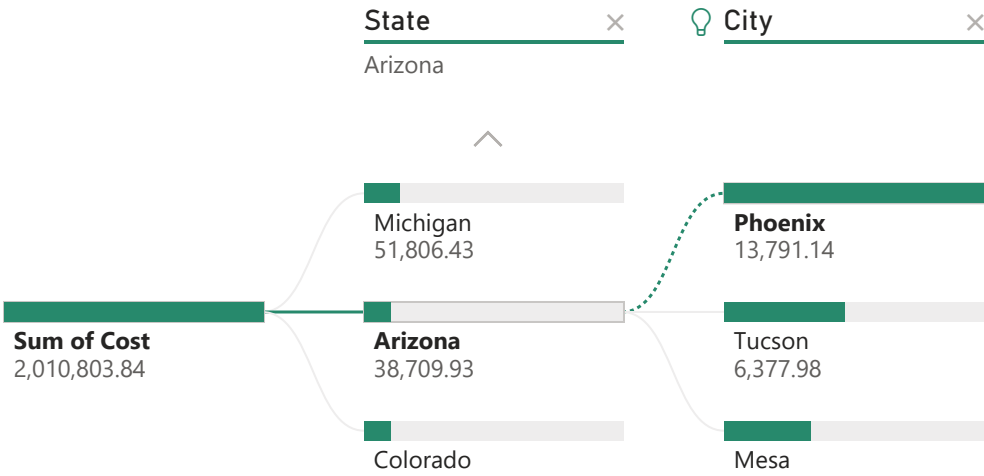 State
City
Arizona
Michigan
51,806.43
Phoenix
13,791.14
Sum of Cost
2,010,803.84
Arizona
38,709.93
Tucson
6,377.98
Colorado
Mesa